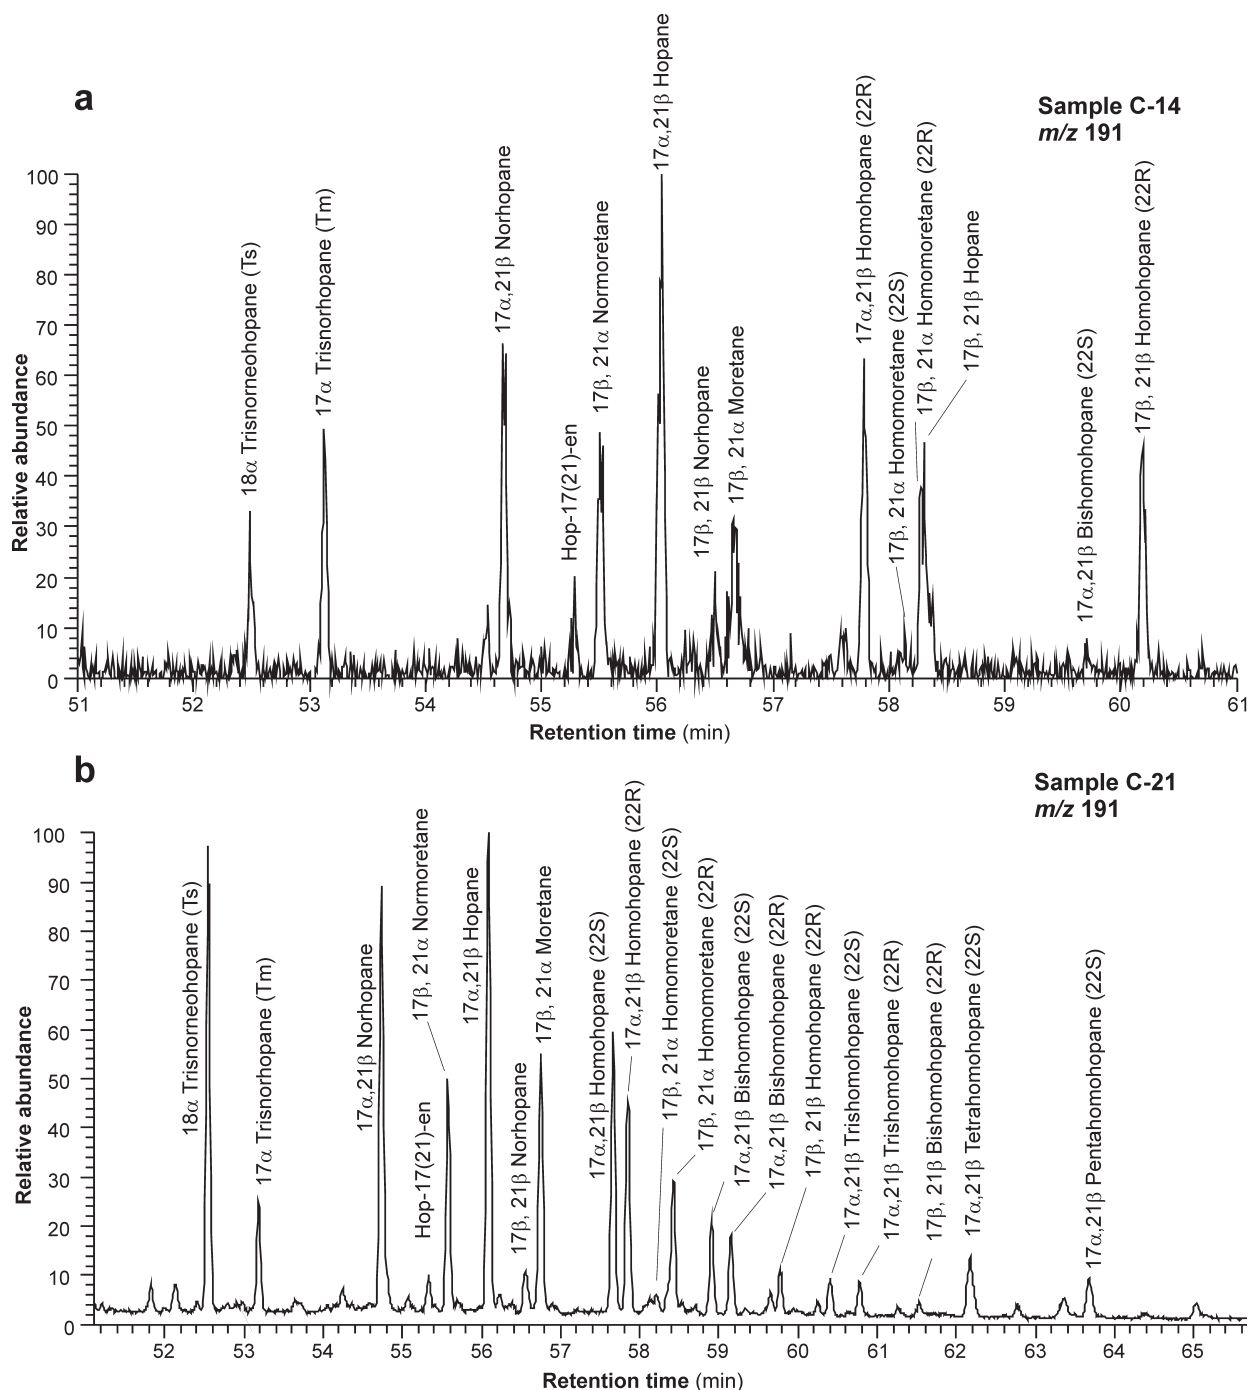 a
Sample C-14
m/z 191
Relative abundance
100
90
80
70
60
50
40
30
20
10
0
18α Trisnorneohopane (Ts)
17α Trisnorhopane (Tm)
17α,21β Norhopane
Hop-17(21)-en
17β, 21α Normoretane
17α,21β Hopane
17β, 21β Norhopane
17β, 21α Moretane
17α,21β Homohopane (22R)
17β, 21α Homomoretane (22S)
17β, 21α Homomoretane (22R)
17β, 21β Hopane
17α,21β Bismohopane (22S)
17β, 21β Homohopane (22R)
51 52 53 54 55 56 57 58 59 60 61
Retention time (min)
b
Sample C-21
m/z 191
Relative abundance
100
90
80
70
60
50
40
30
20
10
0
18α Trisnorneohopane (Ts)
17α Trisnorhopane (Tm)
17α,21β Norhopane
Hop-17(21)-en
17β, 21α Normoretane
17α,21β Hopane
17β, 21β Norhopane
17β, 21α Moretane
17α,21β Homohopane (22S)
17α,21β Homohopane (22R)
17β, 21α Homomoretane (22S)
17β, 21α Homomoretane (22R)
17α,21β Bishomohopane (22S)
17α,21β Bishomohopane (22R)
17β, 21β Homohopane (22R)
17α,21β Trishomohopane (22S)
17α,21β Trishomohopane (22R)
17β, 21β Bishomohopane (22R)
17α,21β Tetrahomohopane (22S)
17α,21β Pentahomohopane (22S)
52 53 54 55 56 57 58 59 60 61 62 63 64 65
Retention time (min)